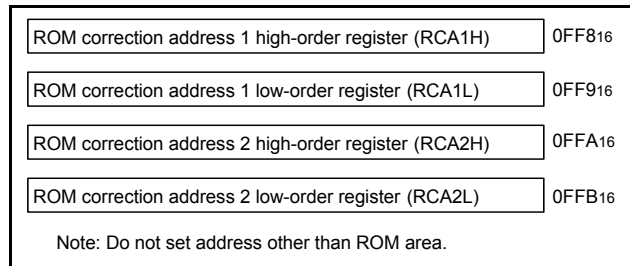 ROM correction address 1 high-order register (RCA1H) 0FF816
ROM correction address 1 low-order register (RCA1L) 0FF916
ROM correction address 2 high-order register (RCA2H) 0FFA16
ROM correction address 2 low-order register (RCA2L) 0FFB16
Note: Do not set address other than ROM area.